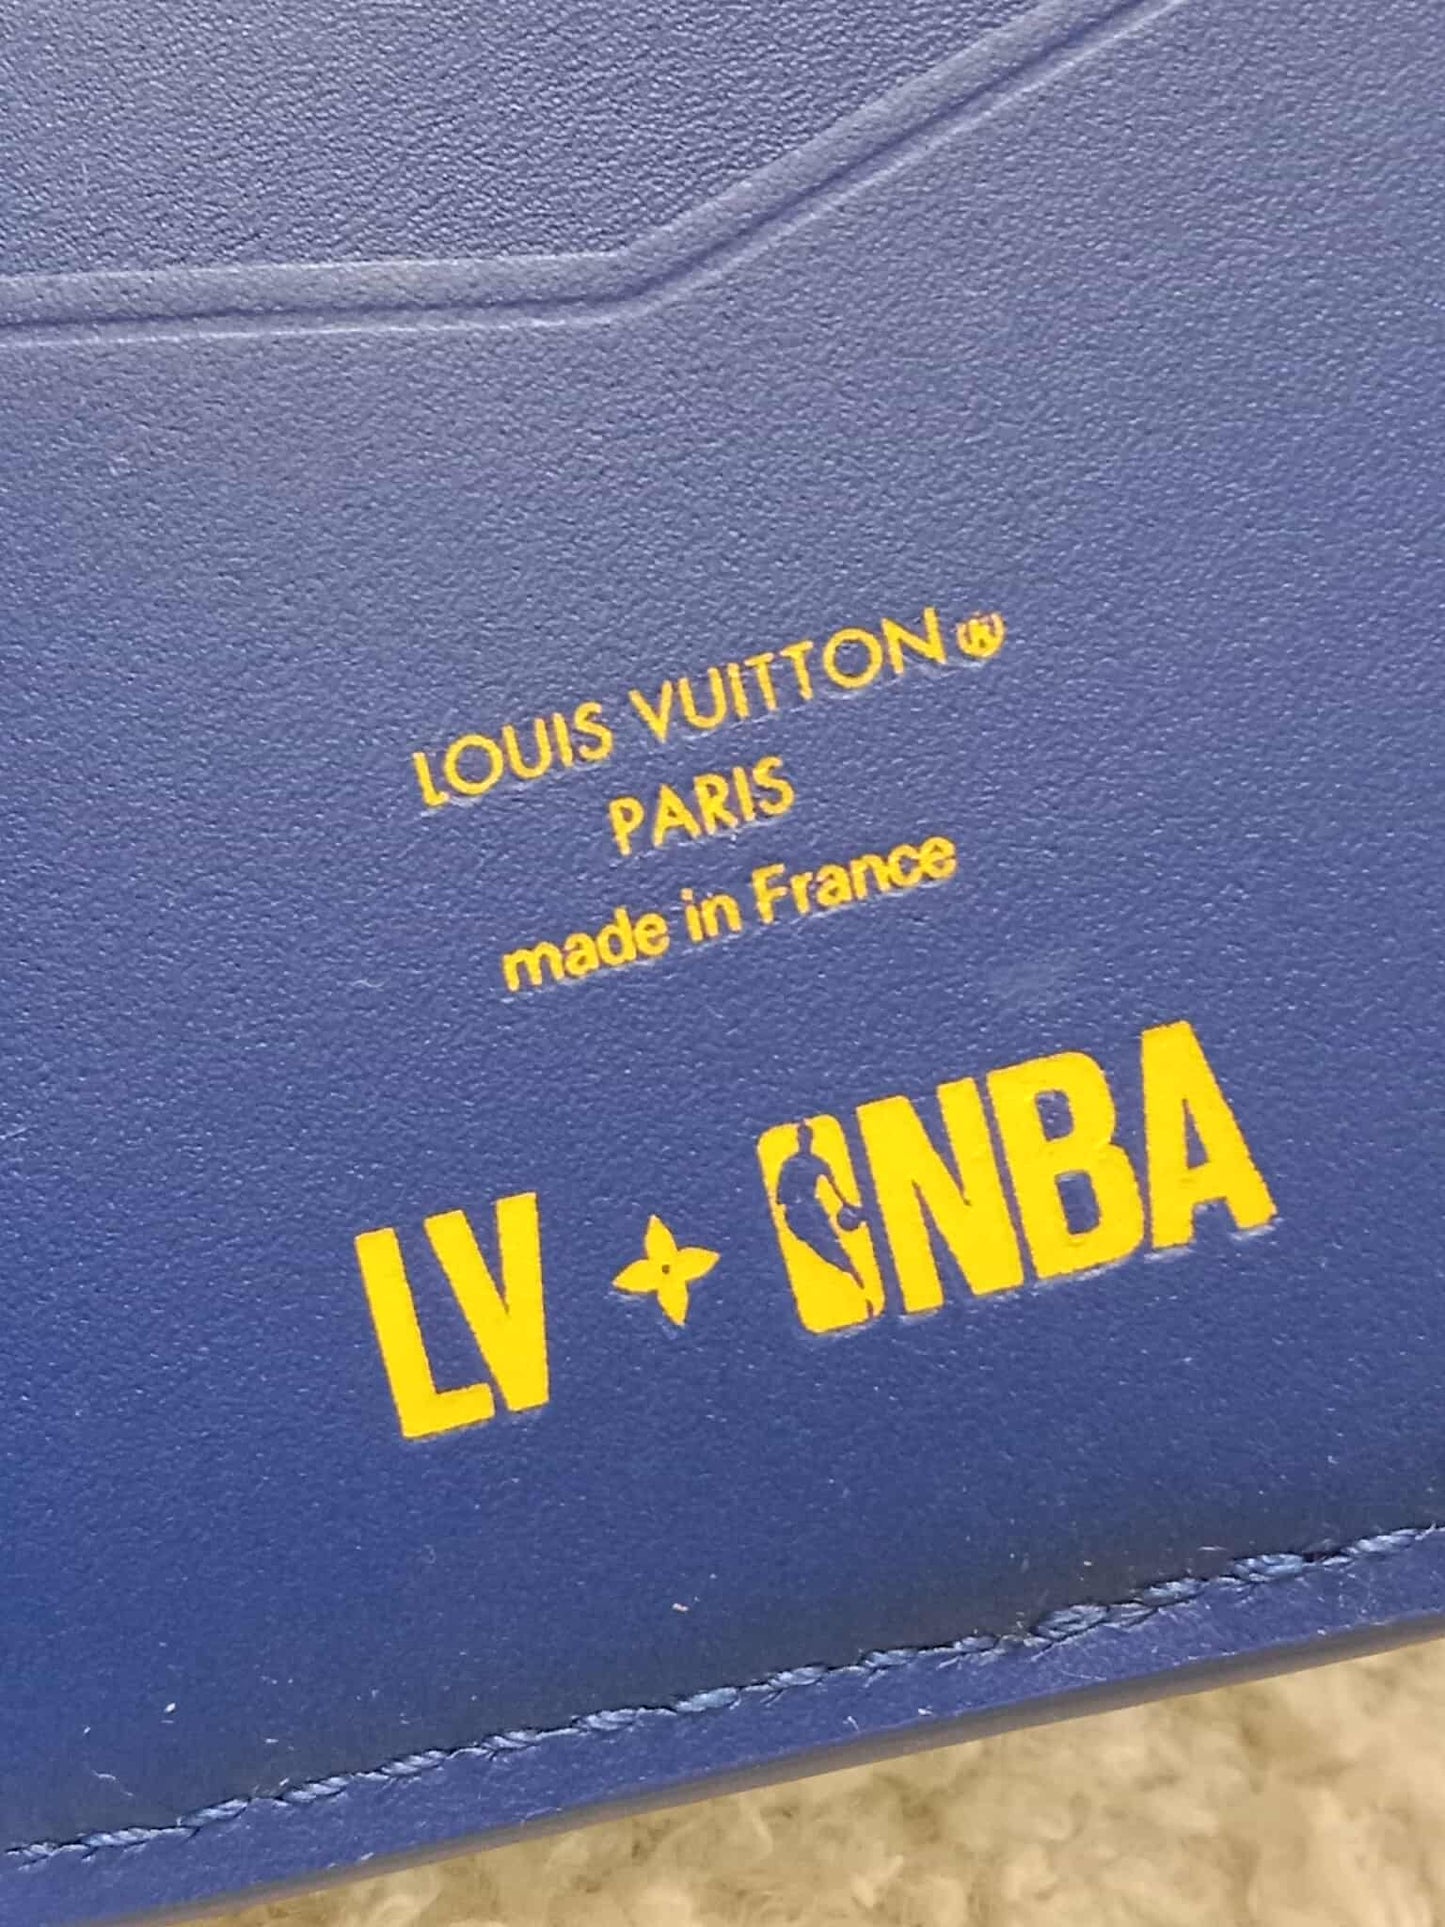 LOUIS VUITTON
PARIS
made in France
LV NBA